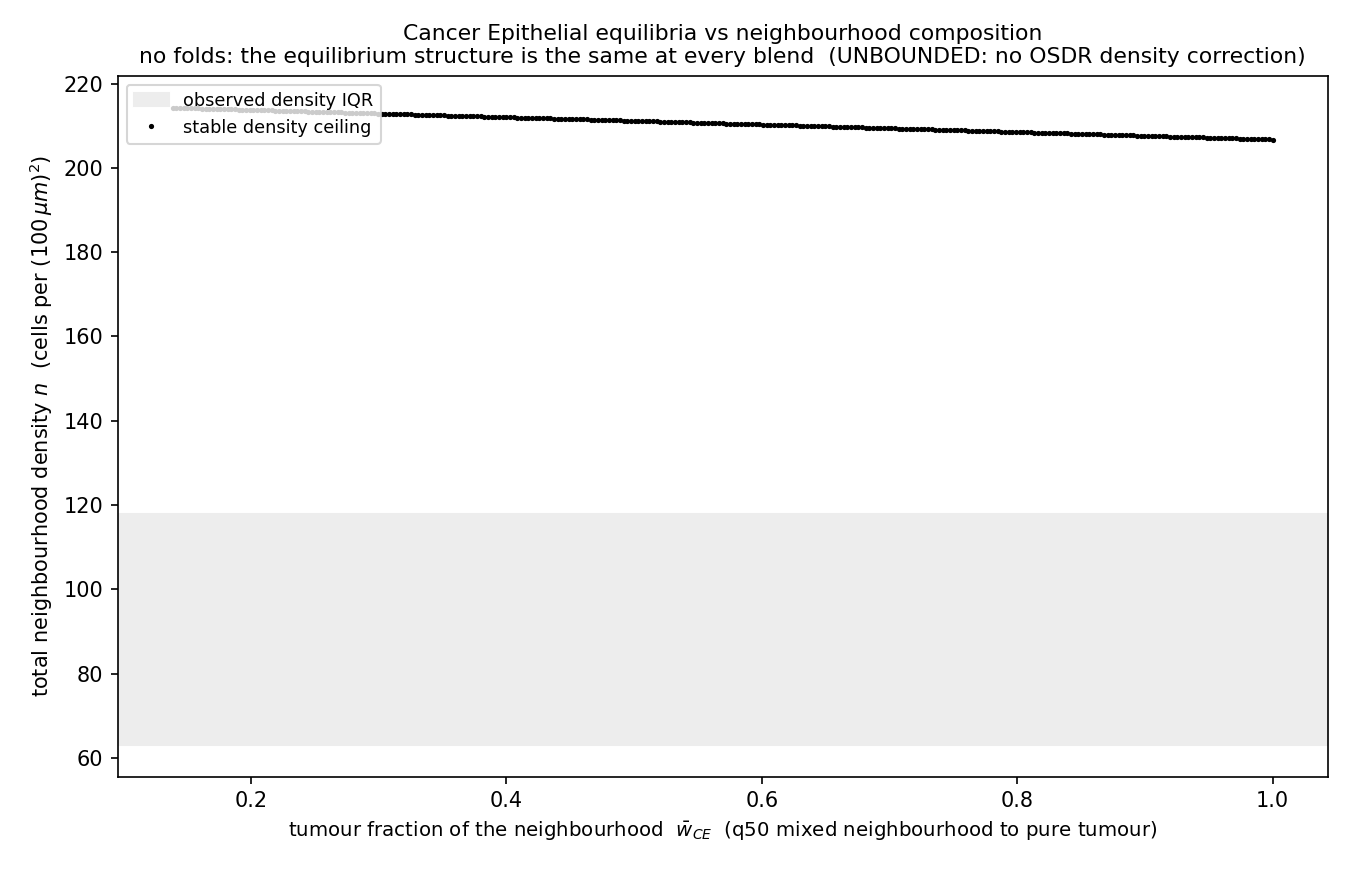 Cancer Epithelial equilibria vs neighbourhood composition
no folds: the equilibrium structure is the same at every blend (UNBOUNDED: no OSDR density correction)
observed density IQR
stable density ceiling
total neighbourhood density n (cells per (100 μm)²)
220
200
180
160
140
120
100
80
60
0.2 0.4 0.6 0.8 1.0
tumour fraction of the neighbourhood w̄_CE (q50 mixed neighbourhood to pure tumour)